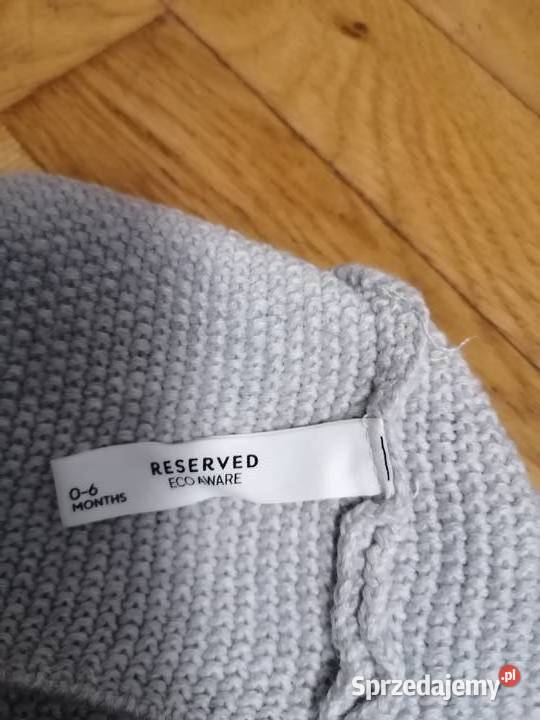 RESERVED
ECO AWARE
0-6
MONTHS
Sprzedajemy.pl